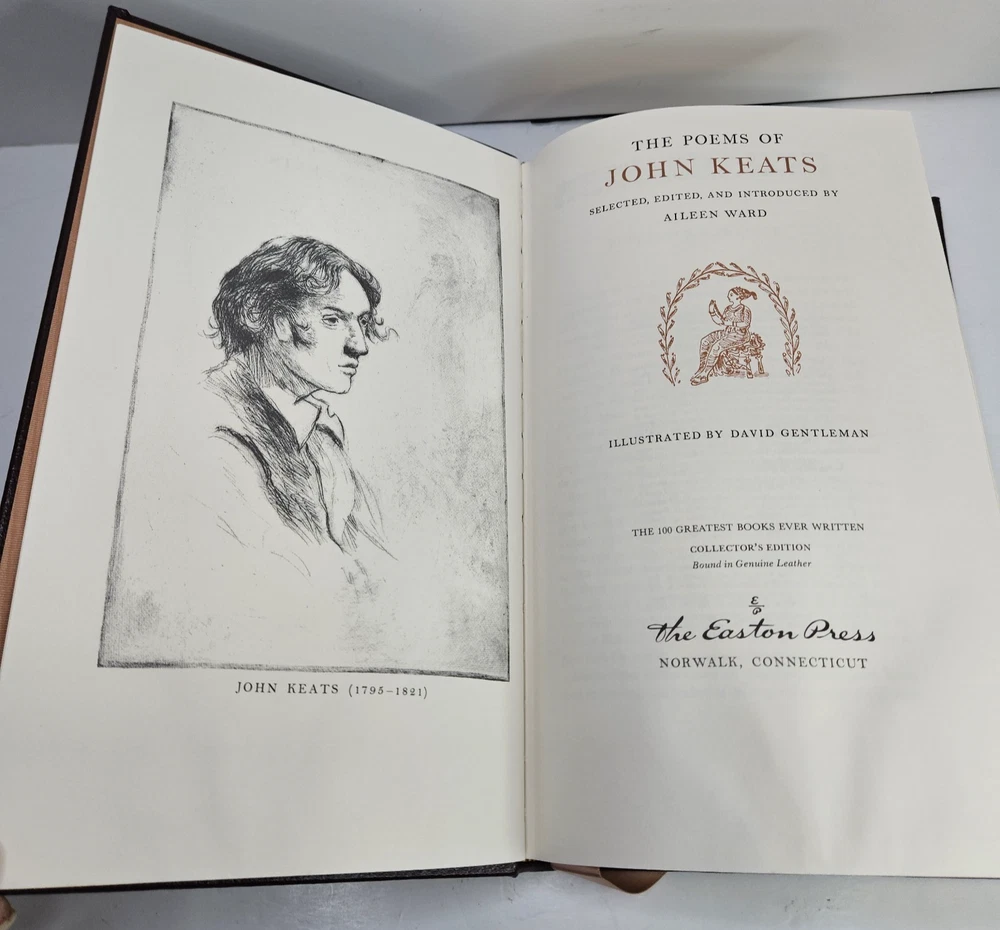 JOHN KEATS (1795–1821)
THE POEMS OF
JOHN KEATS
SELECTED, EDITED, AND INTRODUCED BY
AILEEN WARD
ILLUSTRATED BY DAVID GENTLEMAN
THE 100 GREATEST BOOKS EVER WRITTEN
COLLECTOR'S EDITION
Bound in Genuine Leather
E
P
the Easton Press
NORWALK, CONNECTICUT